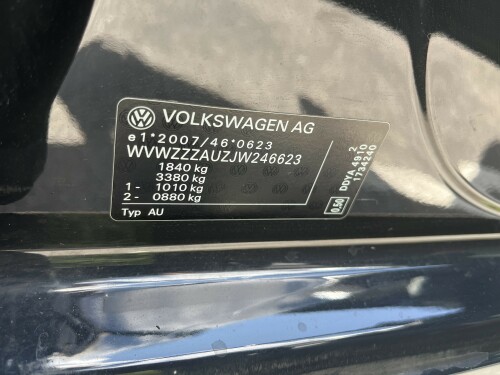 VOLKSWAGEN AG
e1*2007/46*0623
WVWZZZAUZJW246623
1840 kg
3380 kg
1- 1010 kg
2- 0880 kg
Typ AU
0,50
DDYA 4910 2
1734240